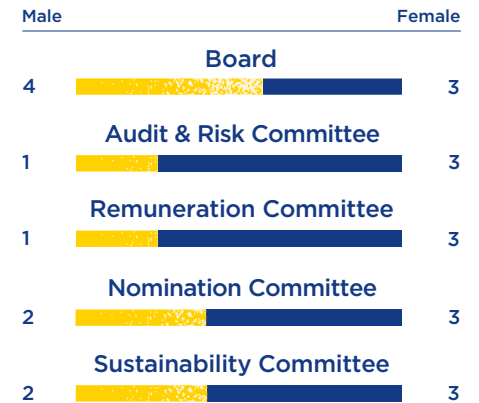 Male Female
Board
4 3
Audit & Risk Committee
1 3
Remuneration Committee
1 3
Nomination Committee
2 3
Sustainability Committee
2 3